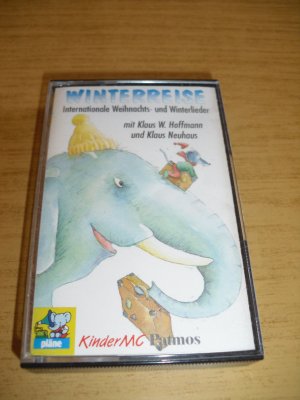 WINTERREISE
Internationale Weihnachts- und Winterlieder
mit Klaus W. Hoffmann
und Klaus Neuhaus
pläne
KinderMC Patmos